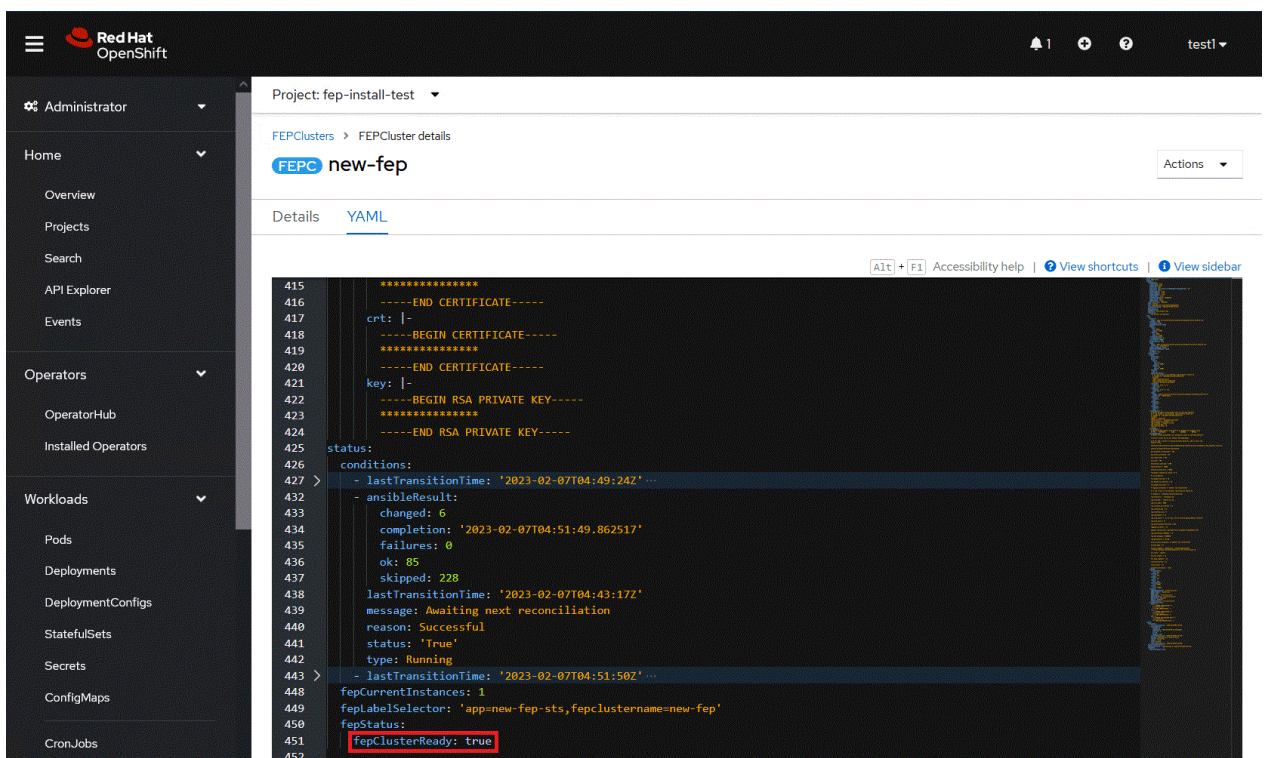 Red Hat
OpenShift
1
test1
Administrator
Home
Overview
Projects
Search
API Explorer
Events
Operators
OperatorHub
Installed Operators
Workloads
Pods
Deployments
DeploymentConfigs
StatefulSets
Secrets
ConfigMaps
CronJobs
Project: fep-install-test
FEPClusters > FEPCluster details
FEPC new-fep
Actions
Details YAML
Alt + F1 Accessibility help | View shortcuts | View sidebar
415 ***************
416 -----END CERTIFICATE-----
417 crt: |-
418 -----BEGIN CERTIFICATE-----
419 ***************
420 -----END CERTIFICATE-----
421 key: |-
422 -----BEGIN RSA PRIVATE KEY-----
423 ***************
424 -----END RSA PRIVATE KEY-----
425 status:
426 conditions:
427 > - lastTransitionTime: '2023-02-07T04:49:24Z' ···
432 - ansibleResult:
433 changed: 6
434 completion: '2023-02-07T04:51:49.862517'
435 failures: 0
436 ok: 85
437 skipped: 228
438 lastTransitionTime: '2023-02-07T04:43:17Z'
439 message: Awaiting next reconciliation
440 reason: Successful
441 status: 'True'
442 type: Running
443 > - lastTransitionTime: '2023-02-07T04:51:50Z' ···
448 fepCurrentInstances: 1
449 fepLabelSelector: 'app=new-fep-sts,fepclustername=new-fep'
450 fepStatus:
451 fepClusterReady: true
452